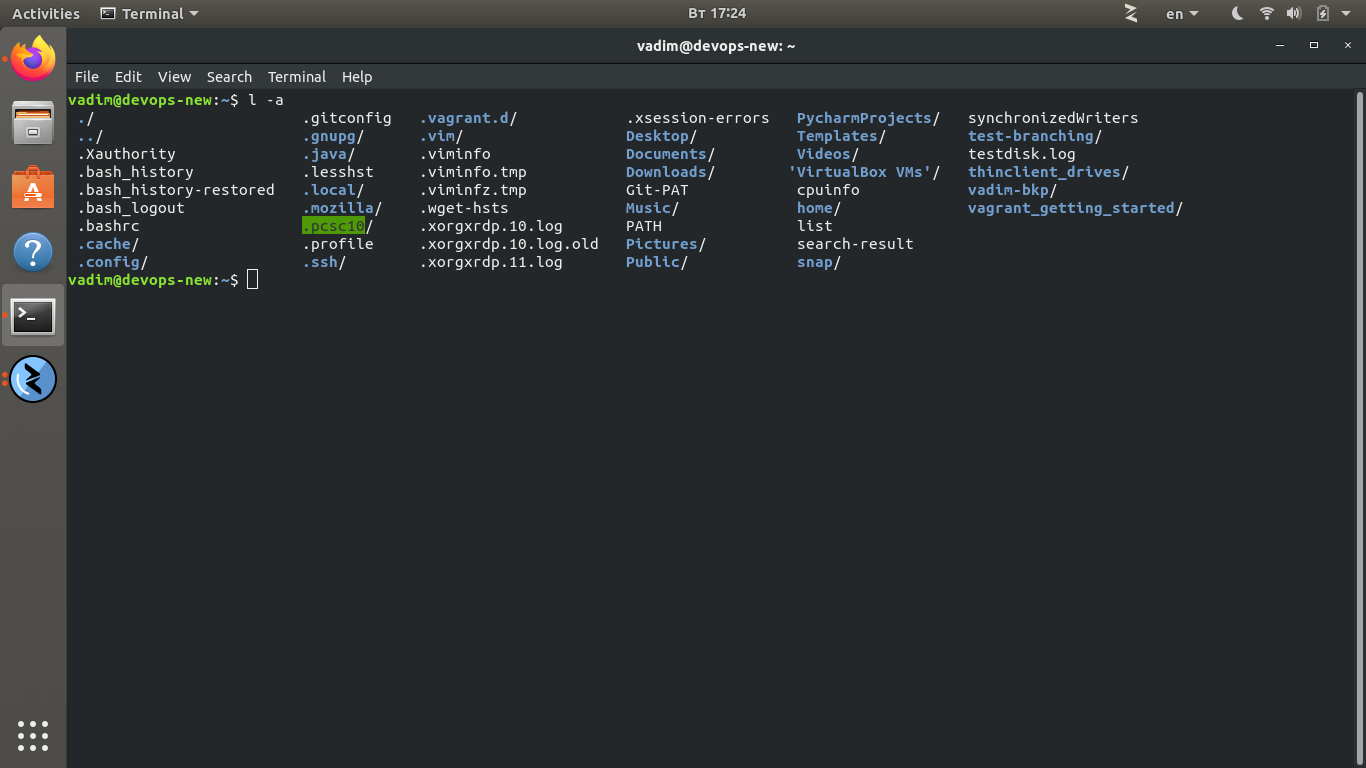 Activities Terminal Вт 17:24 en
vadim@devops-new: ~
File Edit View Search Terminal Help
vadim@devops-new:~$ l -a
./ .gitconfig .vagrant.d/ .xsession-errors PycharmProjects/ synchronizedWriters
../ .gnupg/ .vim/ Desktop/ Templates/ test-branching/
.Xauthority .java/ .viminfo Documents/ Videos/ testdisk.log
.bash_history .lesshst .viminfo.tmp Downloads/ 'VirtualBox VMs'/ thinclient_drives/
.bash_history-restored .local/ .viminfz.tmp Git-PAT cpuinfo vadim-bkp/
.bash_logout .mozilla/ .wget-hsts Music/ home/ vagrant_getting_started/
.bashrc .pcsc10/ .xorgxrdp.10.log PATH list
.cache/ .profile .xorgxrdp.10.log.old Pictures/ search-result
.config/ .ssh/ .xorgxrdp.11.log Public/ snap/
vadim@devops-new:~$